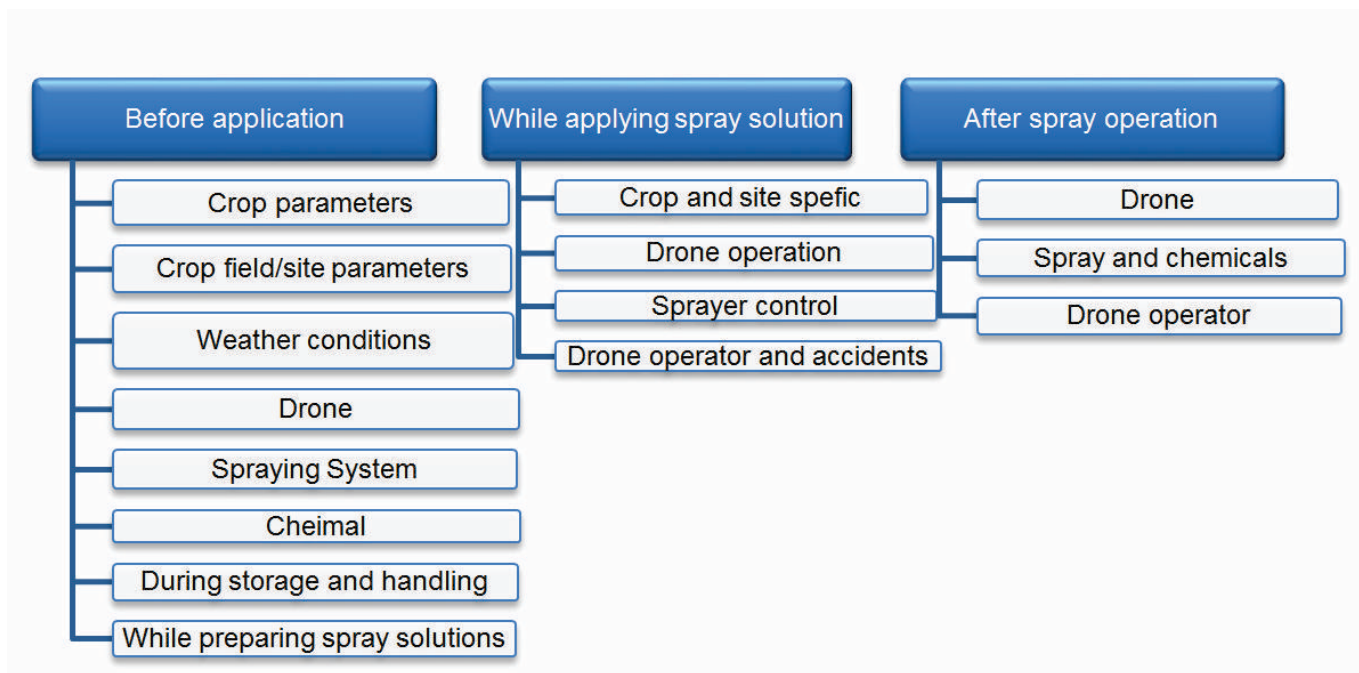 Before application
Crop parameters
Crop field/site parameters
Weather conditions
Drone
Spraying System
Cheimal
During storage and handling
While preparing spray solutions
While applying spray solution
Crop and site spefic
Drone operation
Sprayer control
Drone operator and accidents
After spray operation
Drone
Spray and chemicals
Drone operator